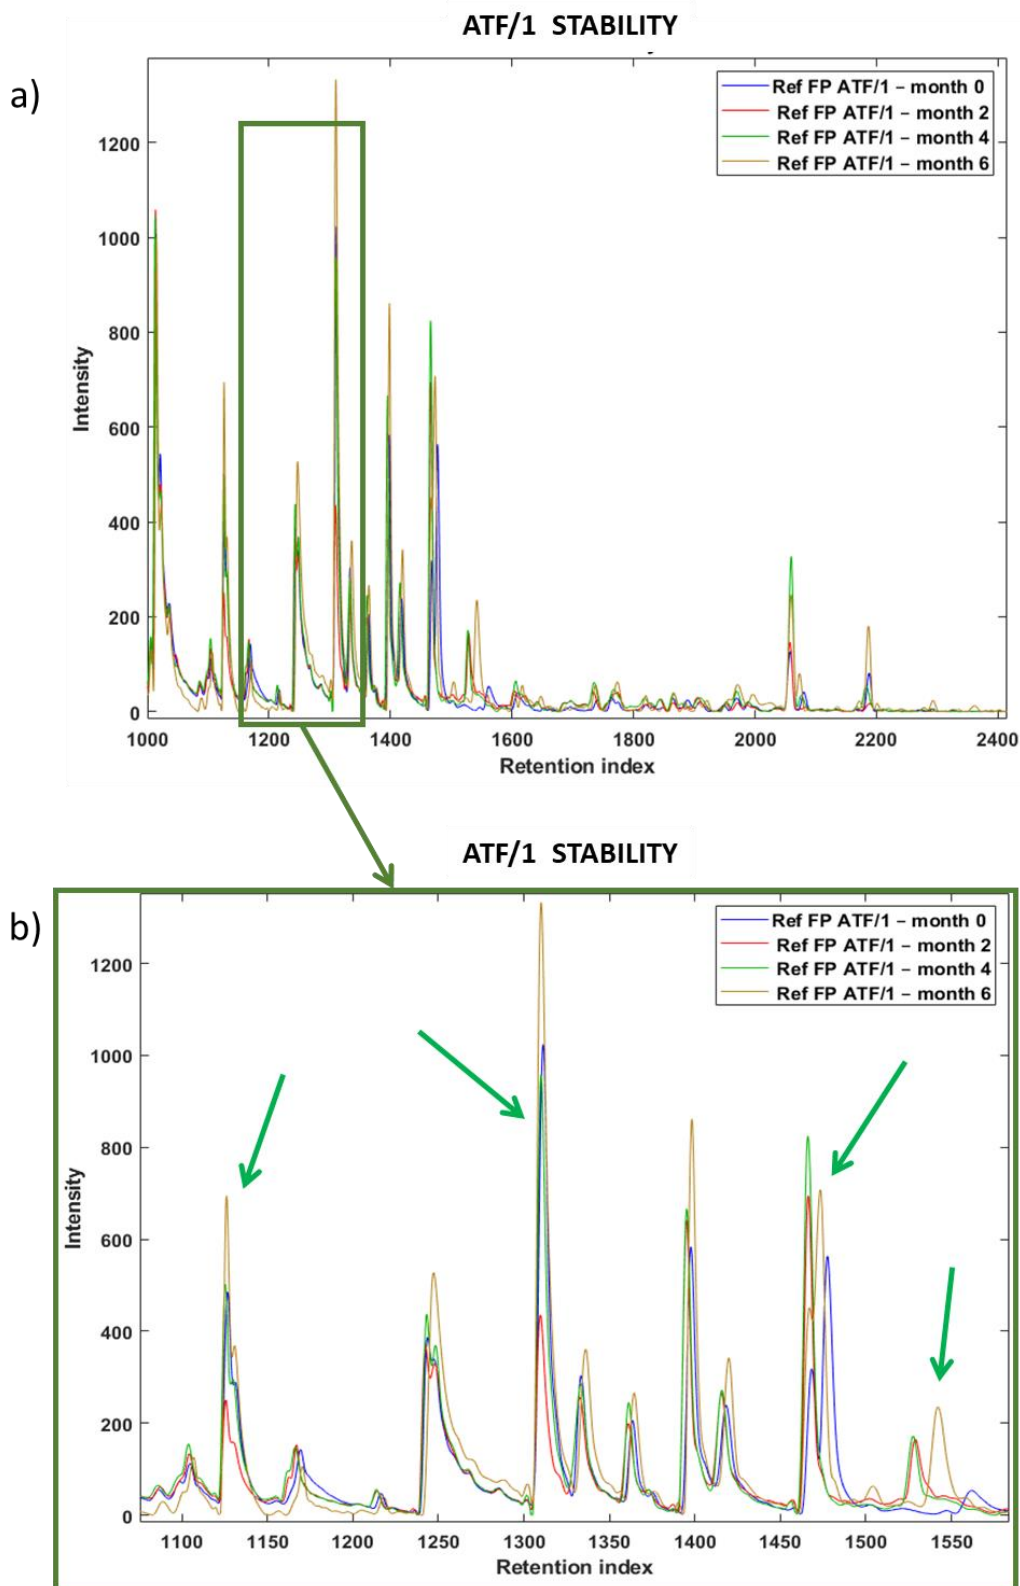 ATF/1 STABILITY
a)
Ref FP ATF/1 – month 0
Ref FP ATF/1 – month 2
Ref FP ATF/1 – month 4
Ref FP ATF/1 – month 6
1200
1000
800
600
400
200
0
Intensity
1000 1200 1400 1600 1800 2000 2200 2400
Retention index
ATF/1 STABILITY
b)
Ref FP ATF/1 – month 0
Ref FP ATF/1 – month 2
Ref FP ATF/1 – month 4
Ref FP ATF/1 – month 6
1200
1000
800
600
400
200
0
Intensity
1100 1150 1200 1250 1300 1350 1400 1450 1500 1550
Retention index